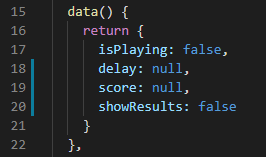 15 data() {
16 return {
17 isPlaying: false,
18 delay: null,
19 score: null,
20 showResults: false
21 }
22 },